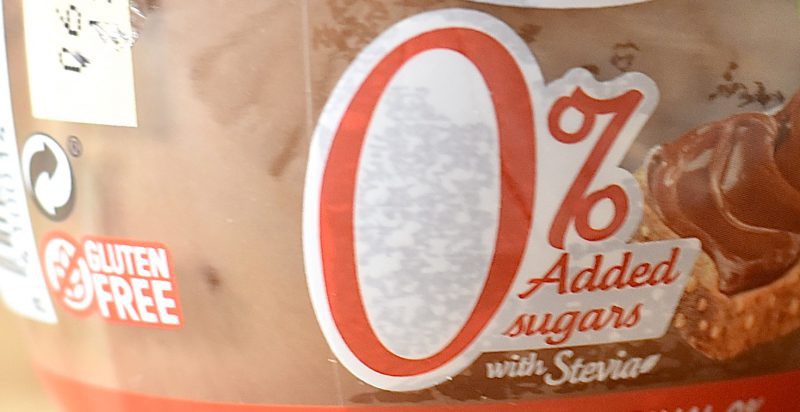 0%
Added
sugars
with Stevia
GLUTEN
FREE